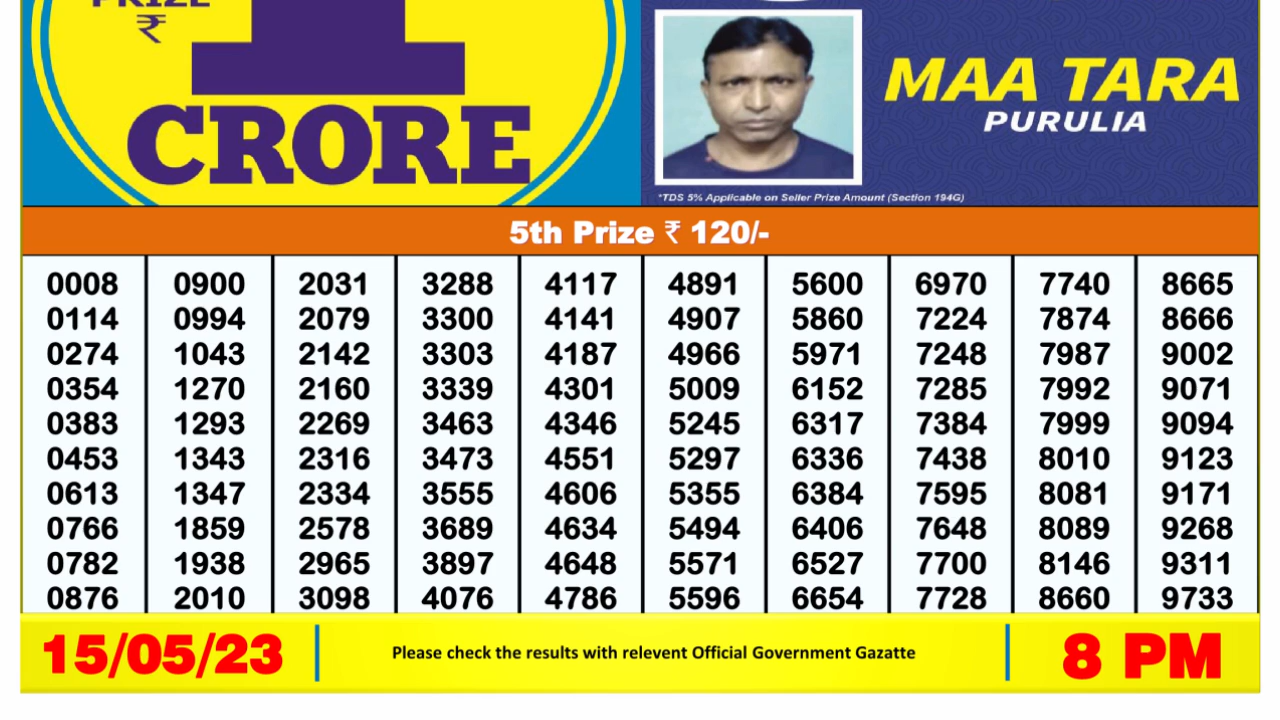 PRIZE
₹
1
CRORE
MAA TARA
PURULIA
*TDS 5% Applicable on Seller Prize Amount (Section 194G)
5th Prize ₹ 120/-
0008 0900 2031 3288 4117 4891 5600 6970 7740 8665
0114 0994 2079 3300 4141 4907 5860 7224 7874 8666
0274 1043 2142 3303 4187 4966 5971 7248 7987 9002
0354 1270 2160 3339 4301 5009 6152 7285 7992 9071
0383 1293 2269 3463 4346 5245 6317 7384 7999 9094
0453 1343 2316 3473 4551 5297 6336 7438 8010 9123
0613 1347 2334 3555 4606 5355 6384 7595 8081 9171
0766 1859 2578 3689 4634 5494 6406 7648 8089 9268
0782 1938 2965 3897 4648 5571 6527 7700 8146 9311
0876 2010 3098 4076 4786 5596 6654 7728 8660 9733
15/05/23
Please check the results with relevent Official Government Gazatte
8 PM